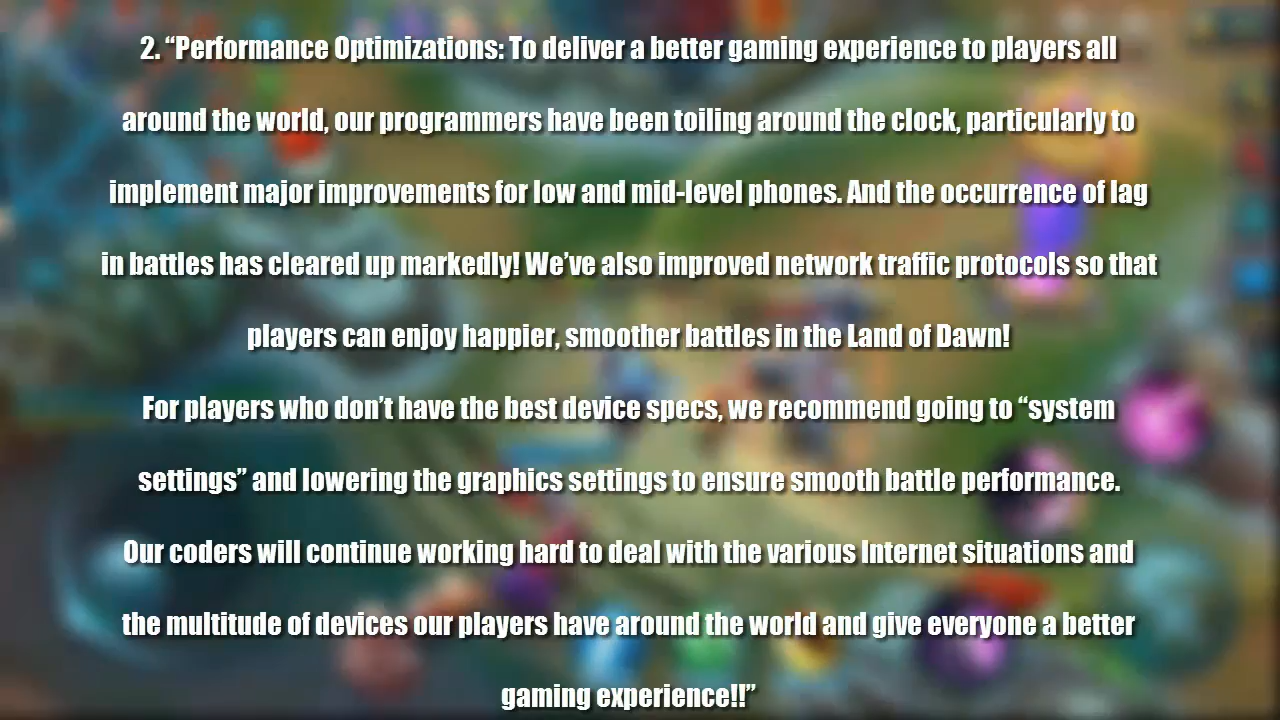 2. “Performance Optimizations: To deliver a better gaming experience to players all
around the world, our programmers have been toiling around the clock, particularly to
implement major improvements for low and mid-level phones. And the occurrence of lag
in battles has cleared up markedly! We’ve also improved network traffic protocols so that
players can enjoy happier, smoother battles in the Land of Dawn!
For players who don’t have the best device specs, we recommend going to “system
settings” and lowering the graphics settings to ensure smooth battle performance.
Our coders will continue working hard to deal with the various Internet situations and
the multitude of devices our players have around the world and give everyone a better
gaming experience!!”